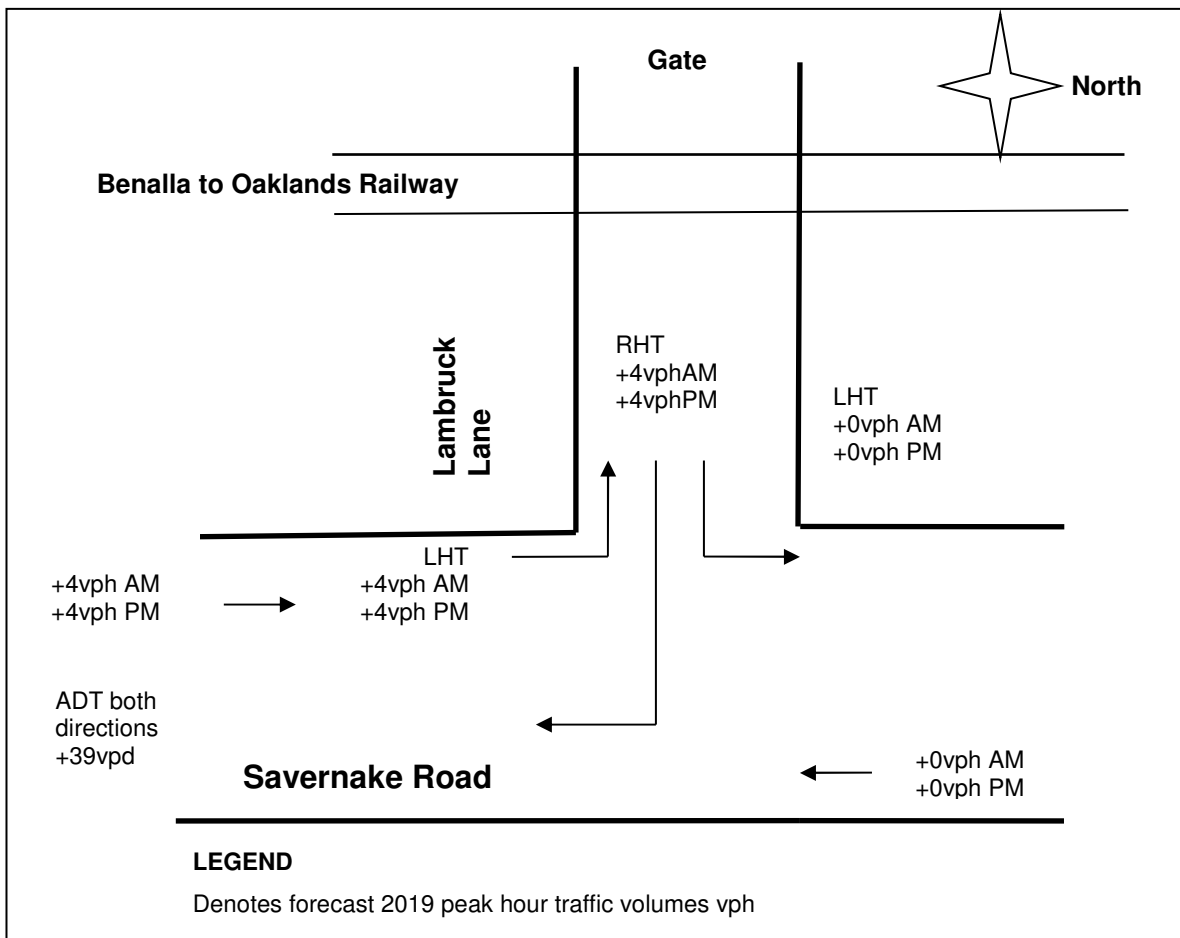 Gate
North
Benalla to Oaklands Railway
Lambruck
Lane
RHT
+4vphAM
+4vphPM
LHT
+0vph AM
+0vph PM
LHT
+4vph AM
+4vph PM
+4vph AM
+4vph PM
ADT both
directions
+39vpd
Savernake Road
+0vph AM
+0vph PM
LEGEND
Denotes forecast 2019 peak hour traffic volumes vph